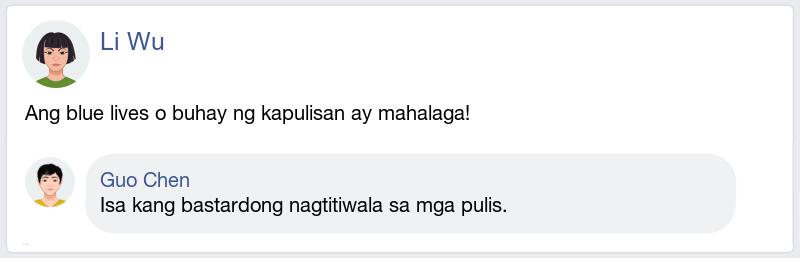 Li Wu
Ang blue lives o buhay ng kapulisan ay mahalaga!
Guo Chen
Isa kang bastardong nagtitiwala sa mga pulis.